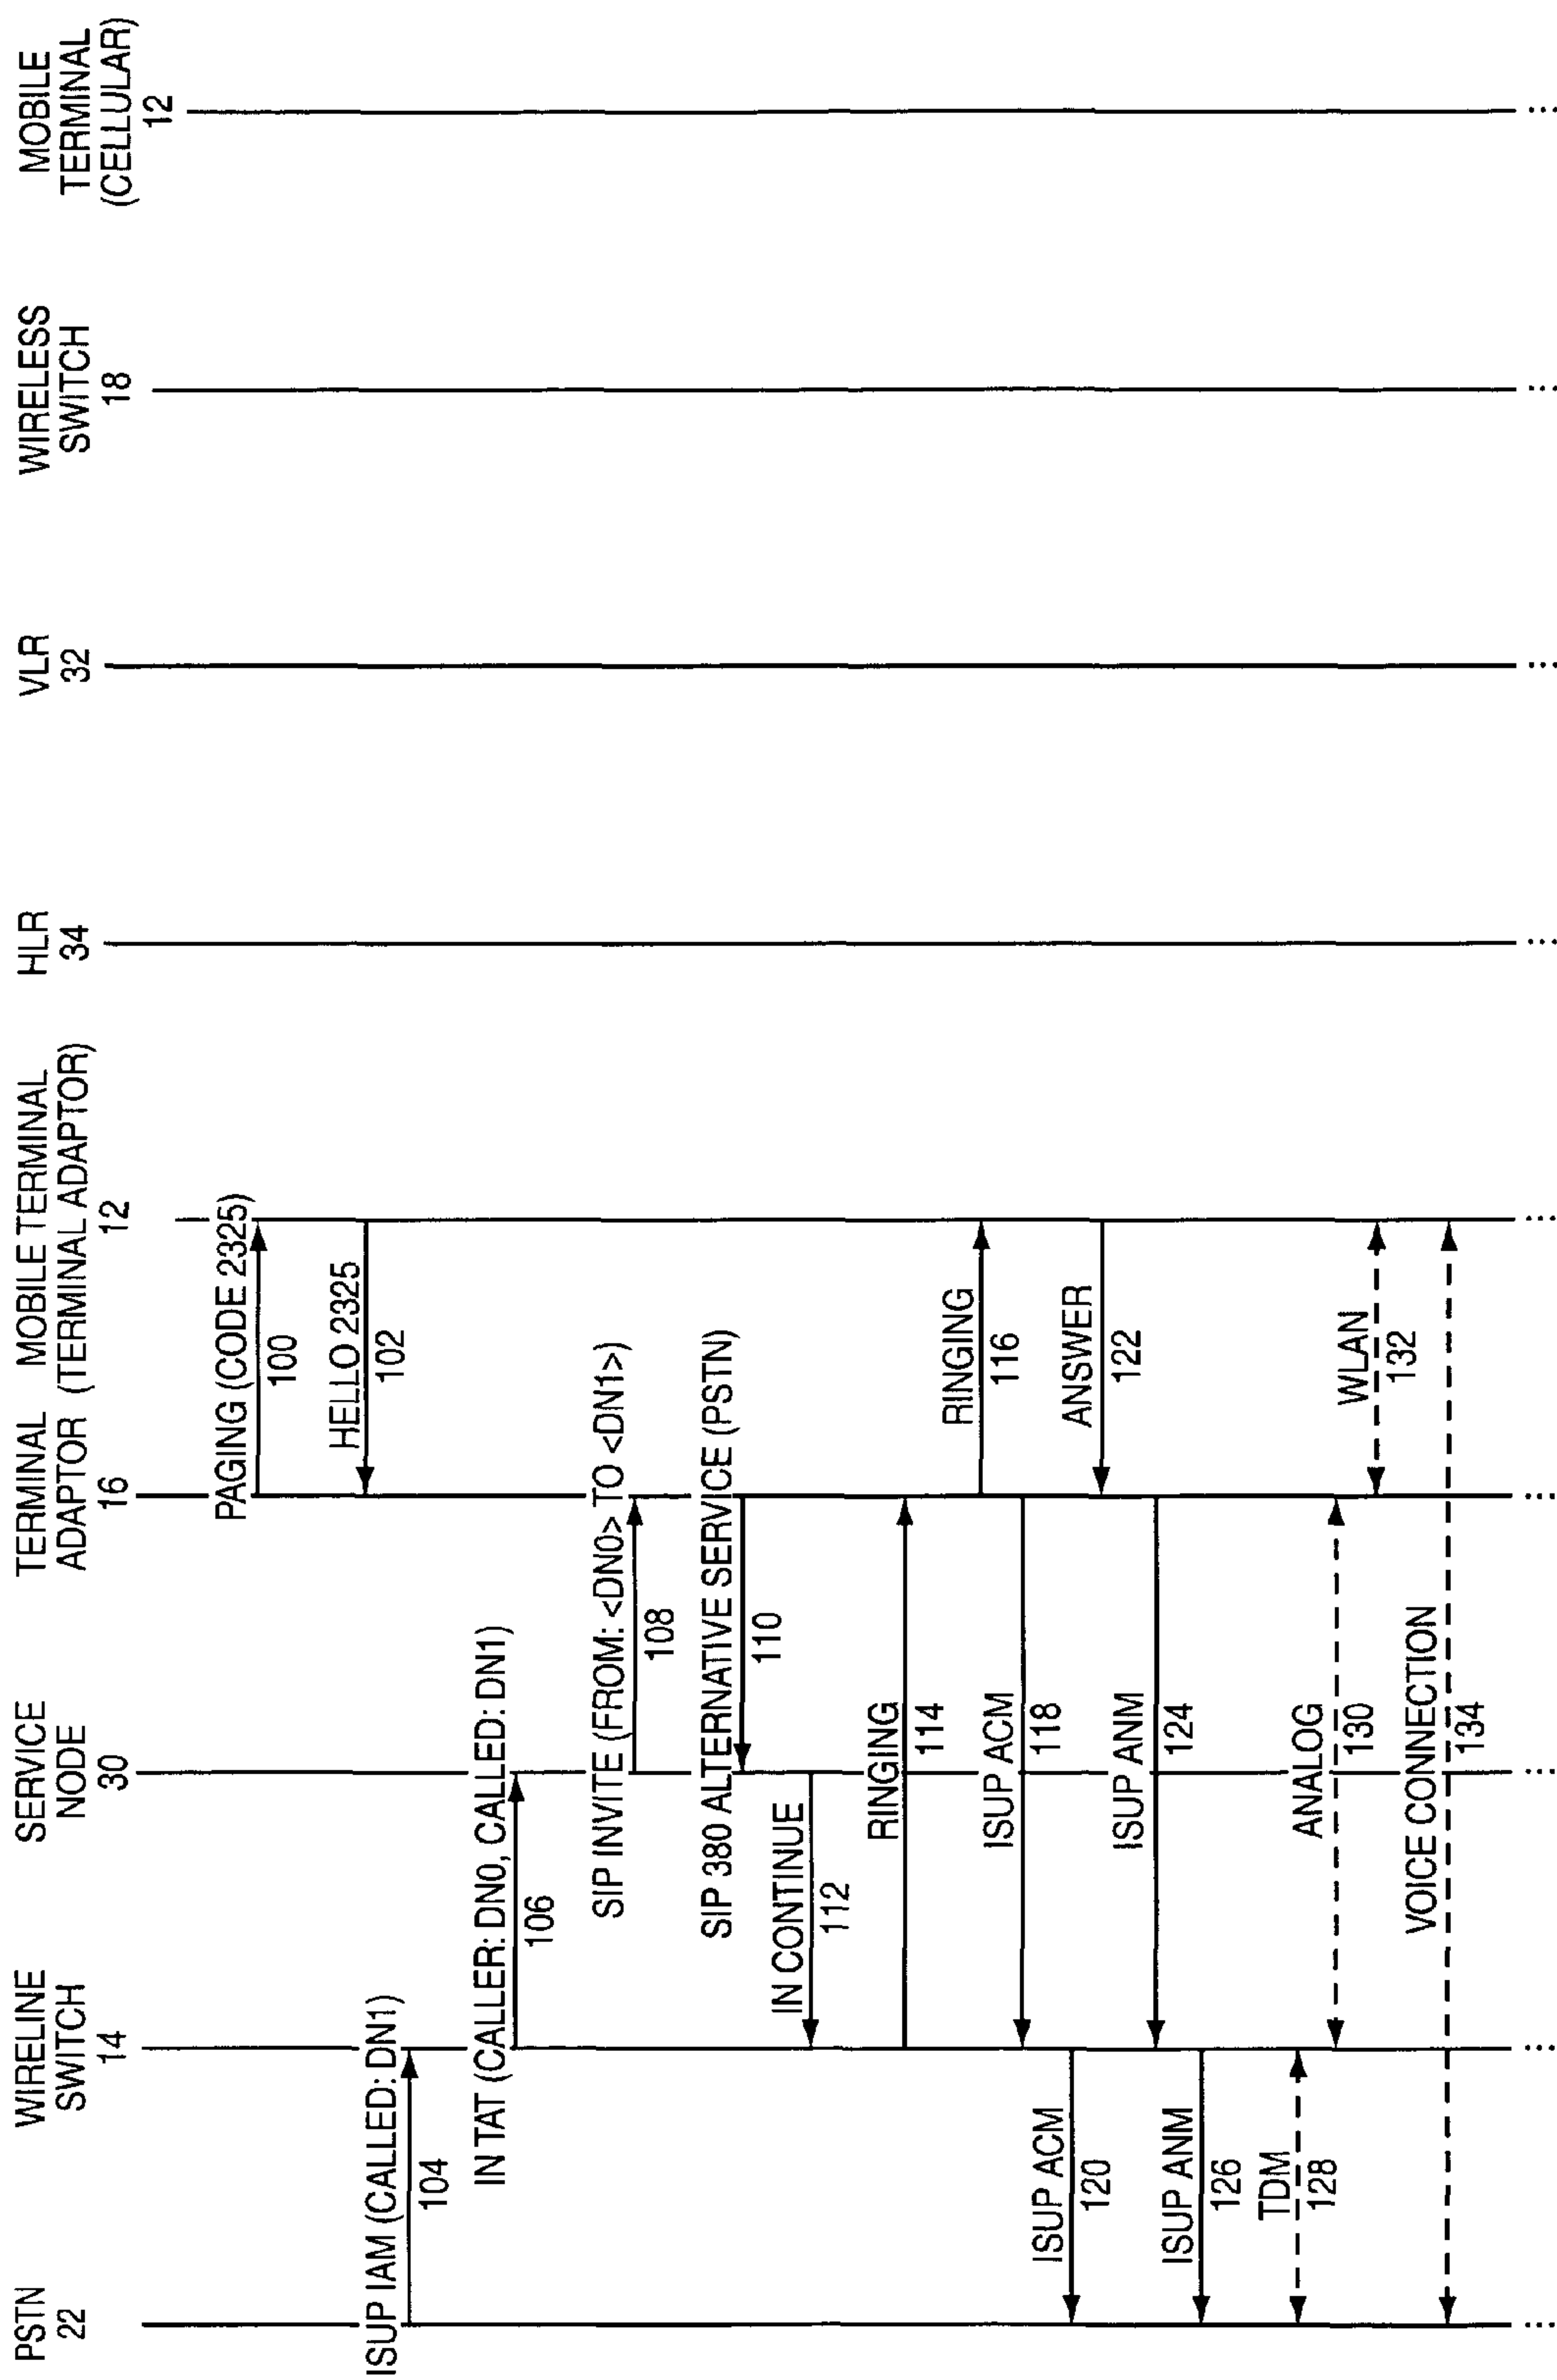 PSTN
22
WIRELINE
SWITCH
14
SERVICE
NODE
30
TERMINAL
ADAPTOR
16
MOBILE TERMINAL
(TERMINAL ADAPTOR)
12
HLR
34
VLR
32
WIRELESS
SWITCH
18
MOBILE
TERMINAL
(CELLULAR)
12
PAGING (CODE 2325)
100
HELLO 2325
102
ISUP IAM (CALLED: DN1)
104
IN TAT (CALLER: DN0, CALLED: DN1)
106
SIP INVITE (FROM: <DN0> TO <DN1>)
108
SIP 380 ALTERNATIVE SERVICE (PSTN)
110
IN CONTINUE
112
RINGING
114
RINGING
116
ISUP ACM
118
ISUP ACM
120
ANSWER
122
ISUP ANM
124
ISUP ANM
126
TDM
128
ANALOG
130
WLAN
132
VOICE CONNECTION
134